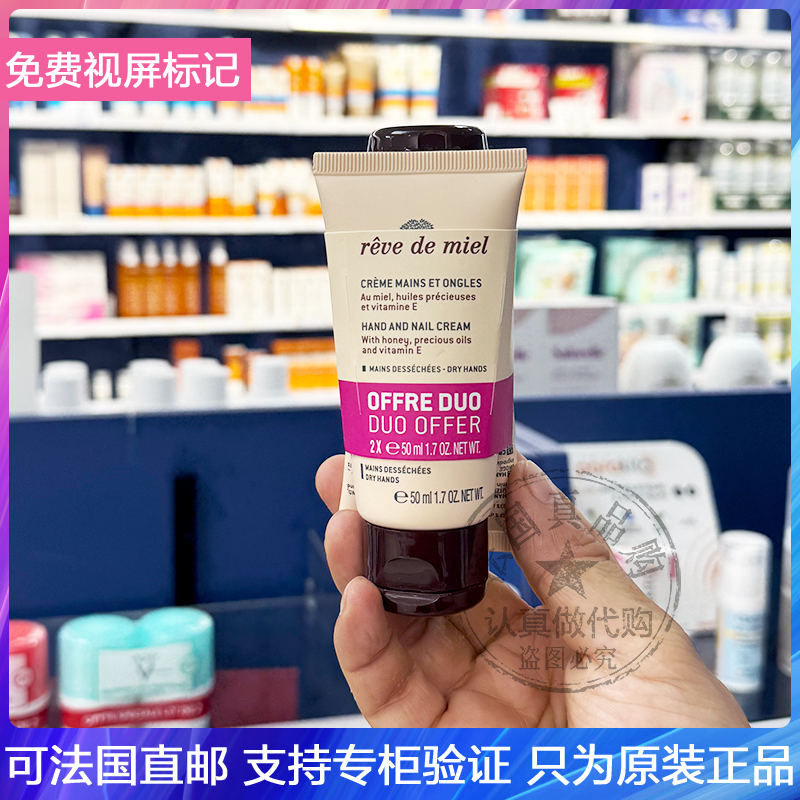 免费视屏标记
rêve de miel
CRÈME MAINS ET ONGLES
Au miel, huiles précieuses
et vitamine E
HAND AND NAIL CREAM
With honey, precious oils
and vitamin E
MAINS DESSÉCHÉES - DRY HANDS
OFFRE DUO
DUO OFFER
2X ℮50 ml 1.7 OZ. NET WT.
MAINS DESSÉCHÉES
DRY HANDS
℮50 ml 1.7 OZ. NET WT.
国真品
认真做代购
盗图必究
可法国直邮 支持专柜验证 只为原装正品